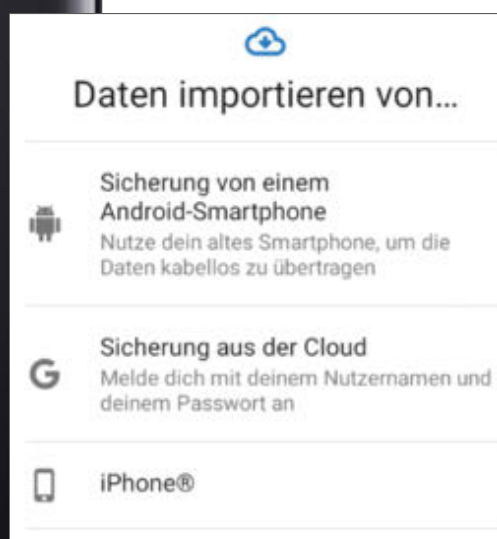 Daten importieren von...
Sicherung von einem
Android-Smartphone
Nutze dein altes Smartphone, um die
Daten kabellos zu übertragen
Sicherung aus der Cloud
Melde dich mit deinem Nutzernamen und
deinem Passwort an
iPhone®